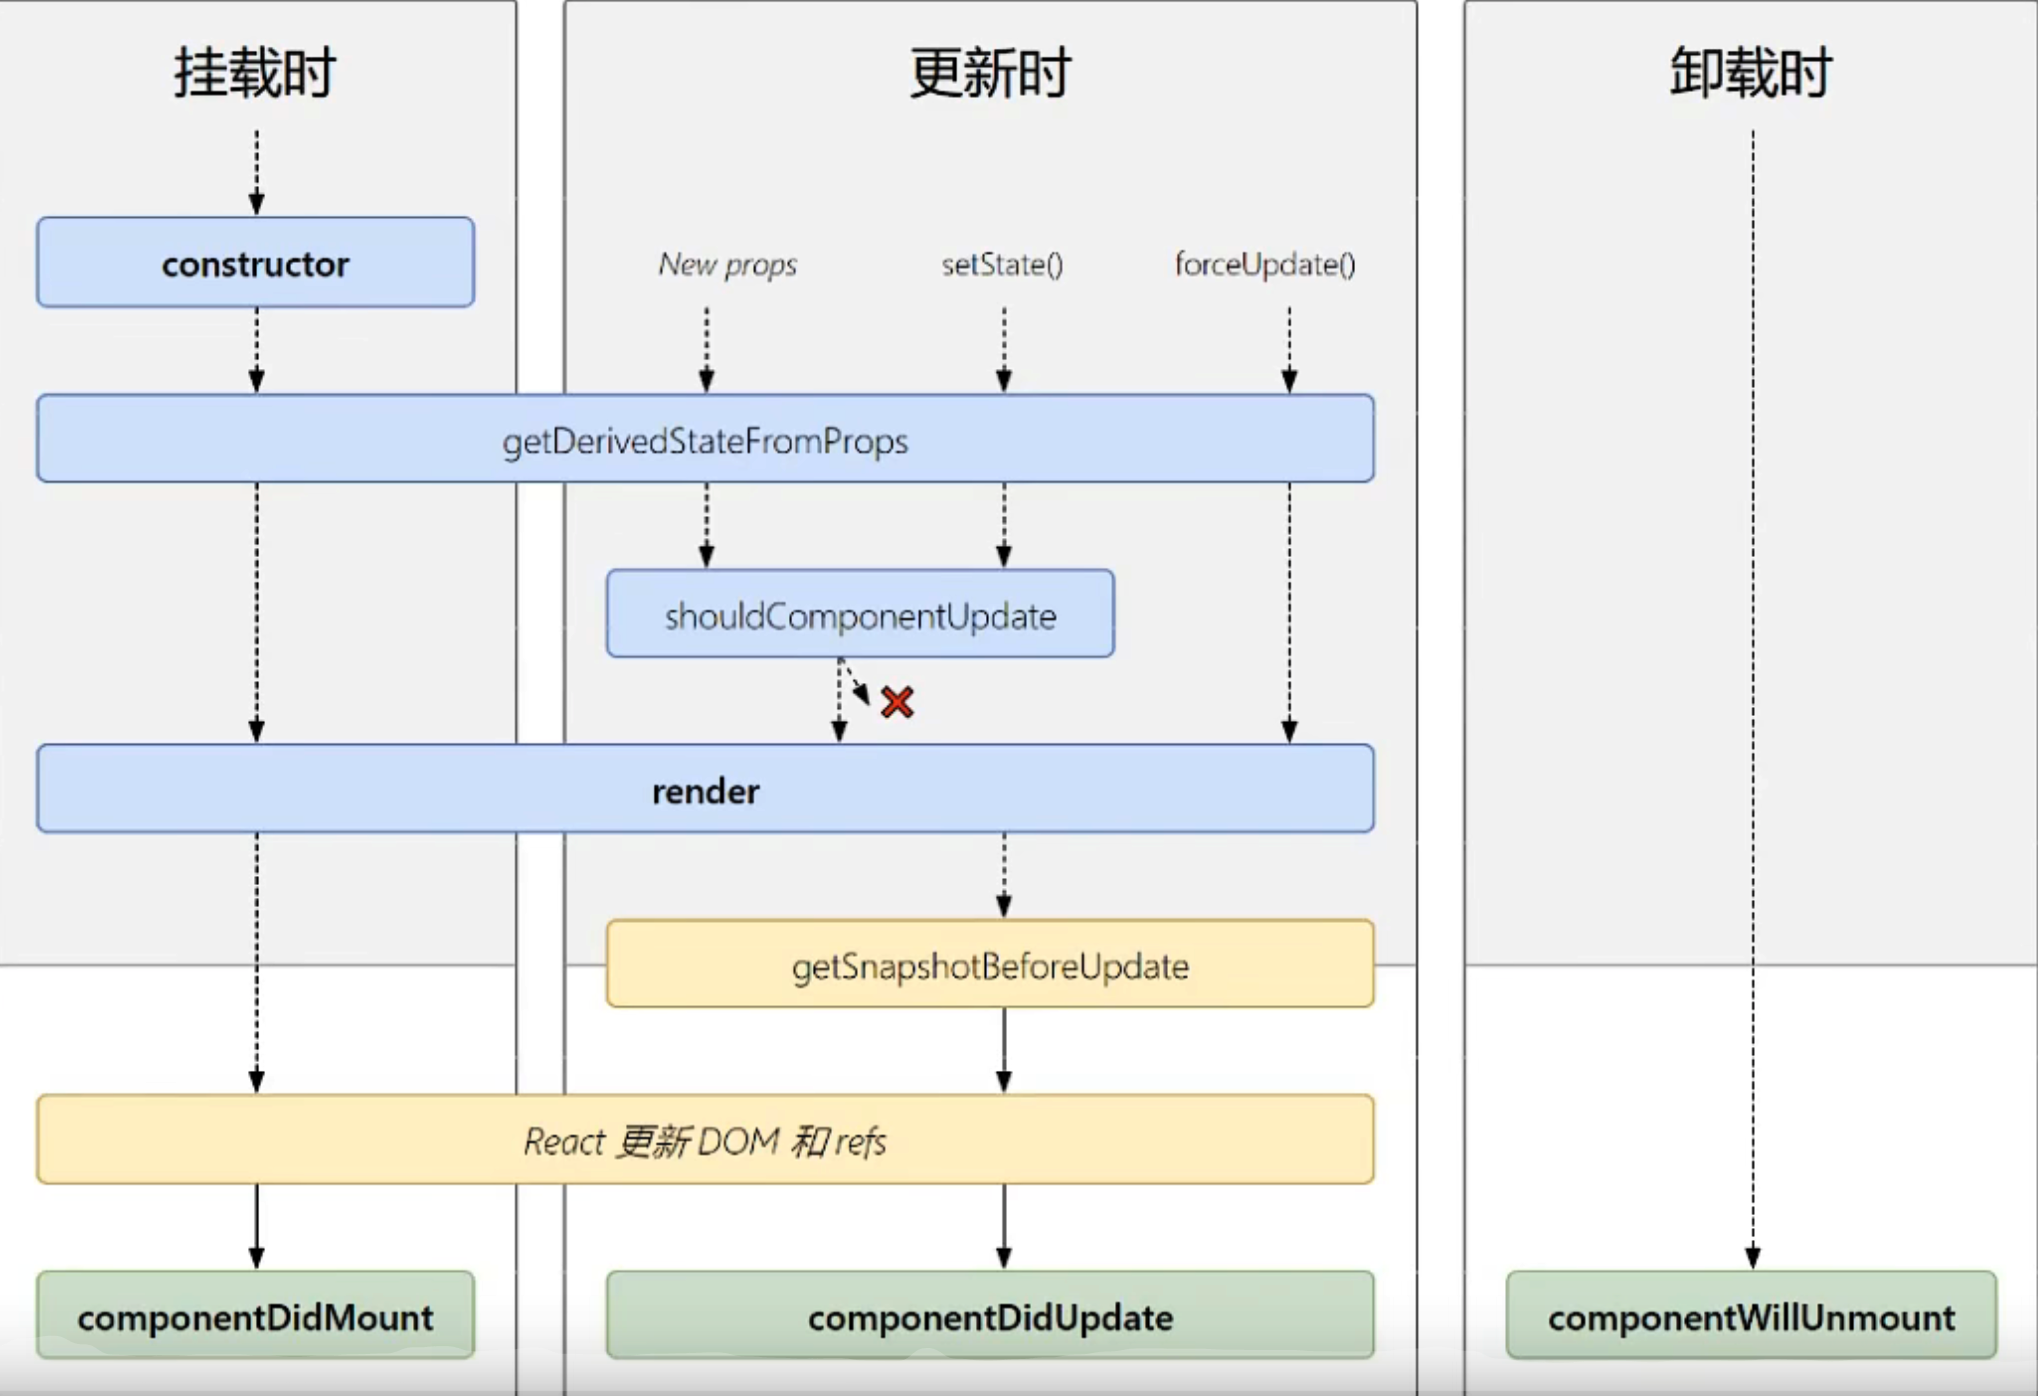 挂载时
更新时
卸载时
constructor
New props
setState()
forceUpdate()
getDerivedStateFromProps
shouldComponentUpdate
render
getSnapshotBeforeUpdate
React 更新 DOM 和 refs
componentDidMount
componentDidUpdate
componentWillUnmount